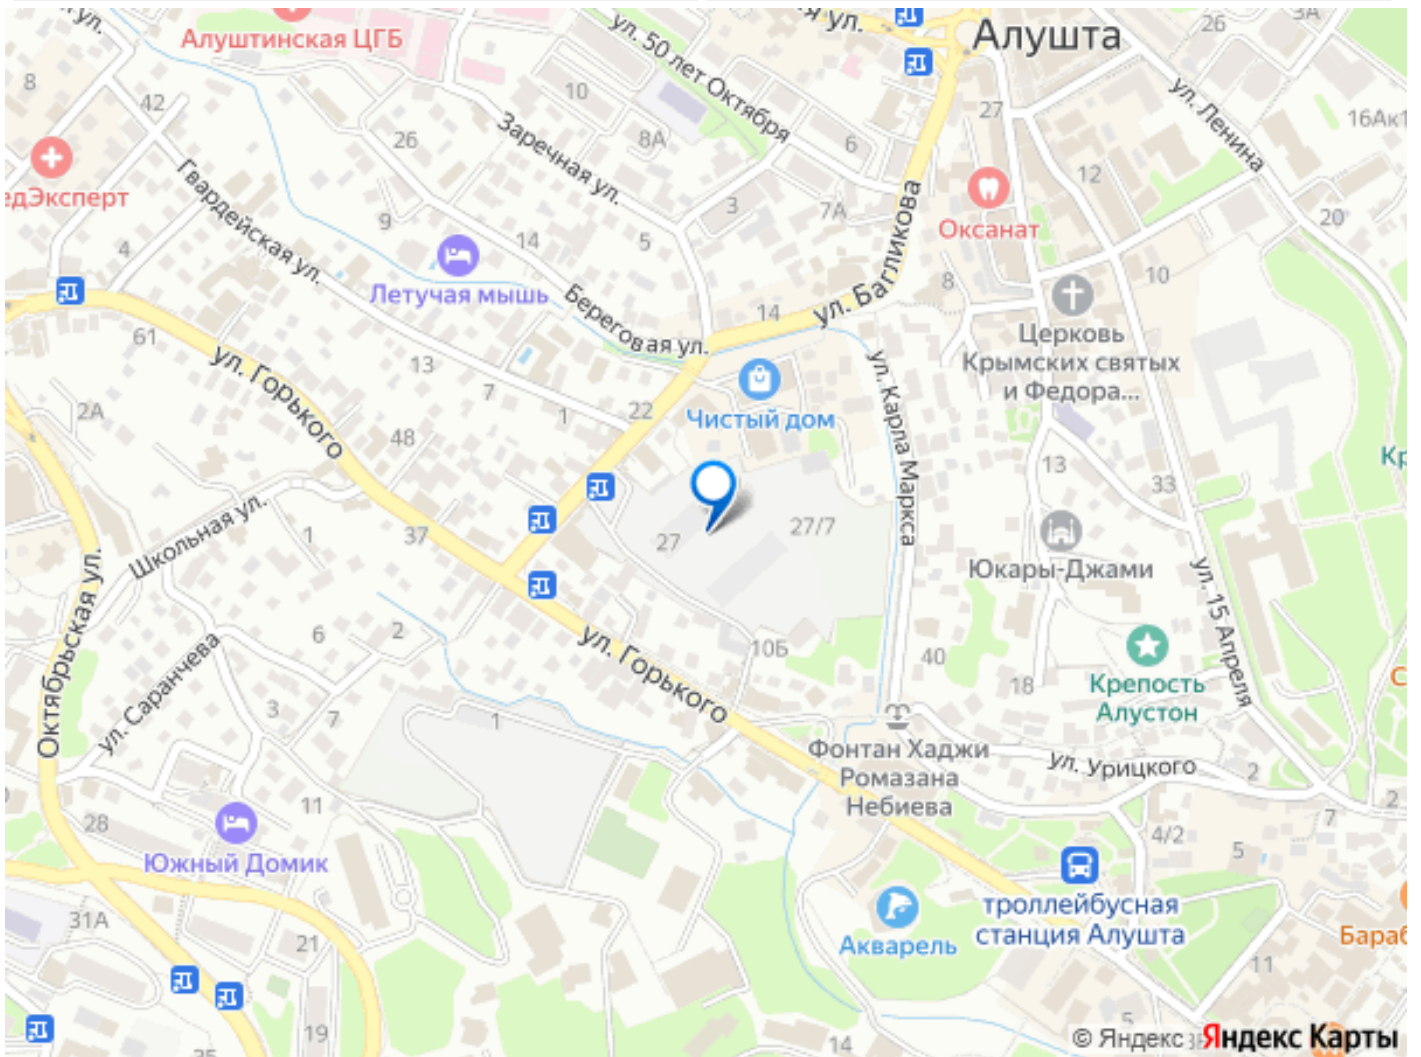 Алуштинская ЦГБ
Алушта
ул. 50 лет Октября
26
8
42
10
27
ул. Ленина
16Ак1
8А
6
26
Заречная ул.
12
едЭксперт
Гвардейская ул.
3
7А
Оксанат
20
9
14
5
4
ул. Багликова
8
10
Летучая мышь
Береговая ул.
14
61
Церковь
Крымских святых
и Федора...
13
7
1
22
Чистый дом
ул. Карла Маркса
2А
ул. Горького
48
13
33
Школьная ул.
1
37
27
27/7
Юкары-Джами
ул. 15 Апреля
Октябрьская ул.
ул. Саранчева
6
2
ул. Горького
10Б
40
18
Крепость
Алустон
3
7
1
Фонтан Хаджи
Ромазана
Небиева
ул. Урицкого
2
2
11
28
4/2
7
5
Южный Домик
троллейбусная
станция Алушта
31А
21
Акварель
Бараб
11
19
35
14
5
© Яндекс
Яндекс Карты